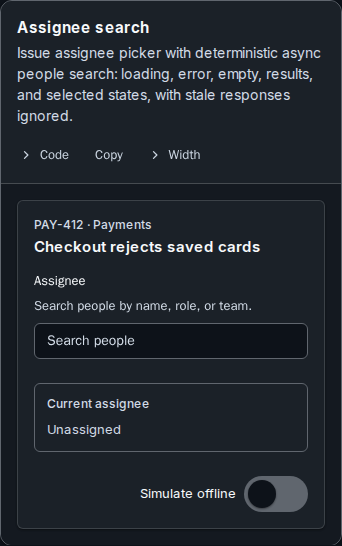 Assignee search
Issue assignee picker with deterministic async
people search: loading, error, empty, results,
and selected states, with stale responses
ignored.
Code Copy Width
PAY-412 · Payments
Checkout rejects saved cards
Assignee
Search people by name, role, or team.
Search people
Current assignee
Unassigned
Simulate offline